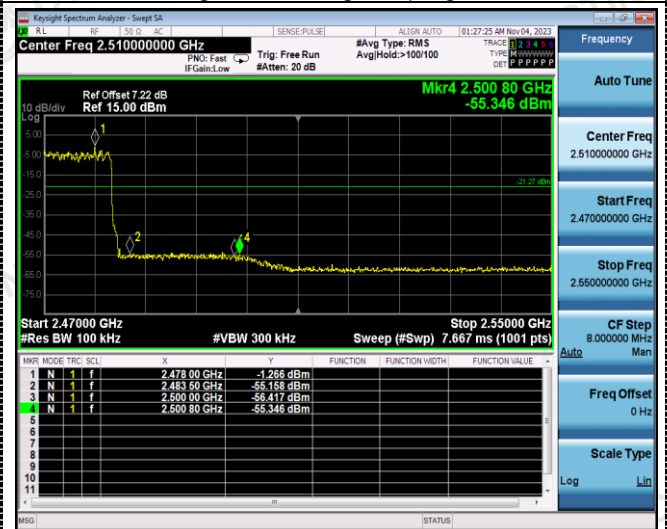 Keysight Spectrum Analyzer - Swept SA
RL RF 50 Ω AC SENSE:PULSE ALIGN AUTO 01:27:25 AM Nov 04, 2023
Center Freq 2.510000000 GHz
PNO: Fast
IFGain:Low
Trig: Free Run
#Atten: 20 dB
#Avg Type: RMS
Avg|Hold:>100/100
TRACE 1 2 3 4 5 6
TYPE M W W W W W
DET P P P P P P
Ref Offset 7.22 dB
10 dB/div Ref 15.00 dBm
Log
Mkr4 2.500 80 GHz
-55.346 dBm
5.00
-5.00
-15.0
-25.0
-35.0
-45.0
-55.0
-65.0
-75.0
1
2
4
-21.27 dBm
Start 2.47000 GHz Stop 2.55000 GHz
#Res BW 100 kHz #VBW 300 kHz Sweep (#Swp) 7.667 ms (1001 pts)
MKR MODE TRC SCL X Y FUNCTION FUNCTION WIDTH FUNCTION VALUE
1 N 1 f 2.478 00 GHz -1.266 dBm
2 N 1 f 2.483 50 GHz -55.158 dBm
3 N 1 f 2.500 00 GHz -56.417 dBm
4 N 1 f 2.500 80 GHz -55.346 dBm
5
6
7
8
9
10
11
MSG STATUS
Frequency
Auto Tune
Center Freq
2.510000000 GHz
Start Freq
2.470000000 GHz
Stop Freq
2.550000000 GHz
CF Step
8.000000 MHz
Auto Man
Freq Offset
0 Hz
Scale Type
Log Lin